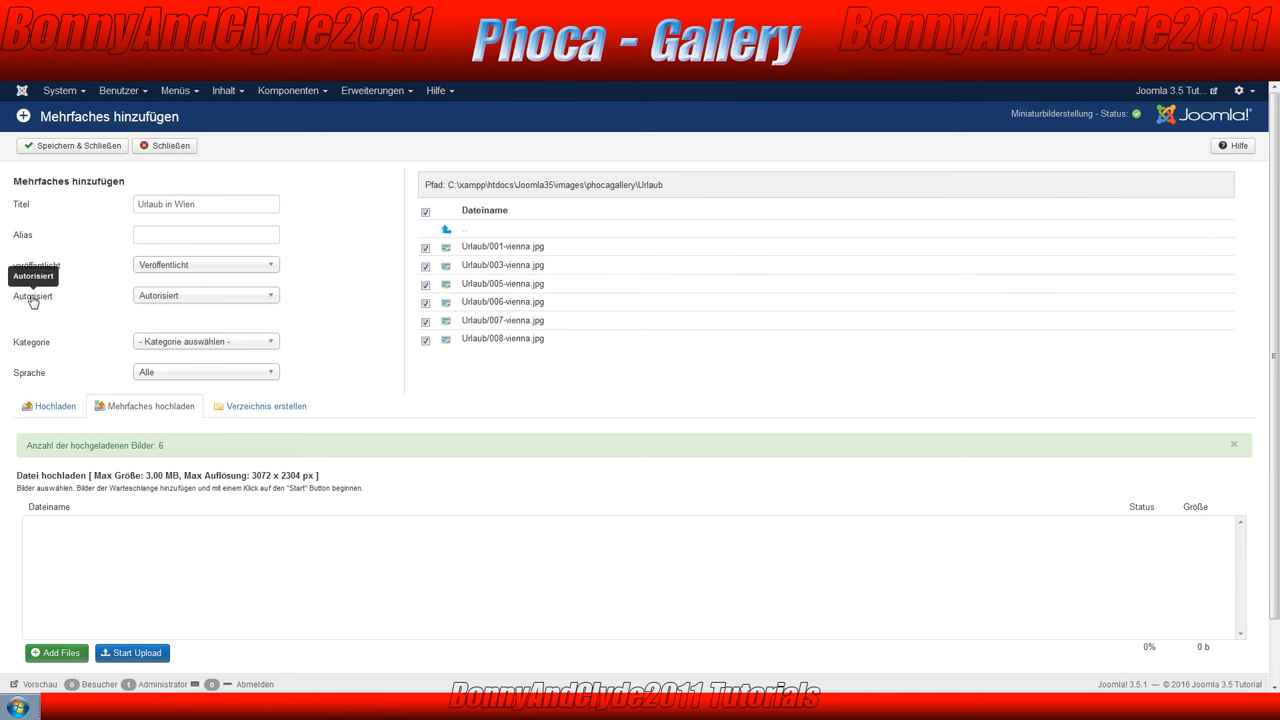 BonnyAndClyde2011 Phoca - Gallery BonnyAndClyde2011
System Benutzer Menüs Inhalt Komponenten Erweiterungen Hilfe Joomla 3.5 Tut...
Mehrfaches hinzufügen Miniaturbilderstellung - Status: Joomla!
Speichern & Schließen Schließen Hilfe
Mehrfaches hinzufügen
Pfad: C:\xampp\htdocs\Joomla35\images\phocagallery\Urlaub
Titel Urlaub in Wien
Dateiname
Alias
..
Urlaub/001-vienna.jpg
veröffentlicht Veröffentlicht
Urlaub/003-vienna.jpg
Autorisiert
Urlaub/005-vienna.jpg
Autorisiert Autorisiert
Urlaub/006-vienna.jpg
Urlaub/007-vienna.jpg
Kategorie - Kategorie auswählen -
Urlaub/008-vienna.jpg
Sprache Alle
Hochladen Mehrfaches hochladen Verzeichnis erstellen
Anzahl der hochgeladenen Bilder: 6
Datei hochladen [ Max Größe: 3.00 MB, Max Auflösung: 3072 x 2304 px ]
Bilder auswählen. Bilder der Warteschlange hinzufügen und mit einem Klick auf den "Start" Button beginnen.
Dateiname Status Größe
Add Files Start Upload 0% 0 b
Vorschau 0 Besucher 1 Administrator 0 Abmelden Joomla! 3.5.1 — © 2016 Joomla 3.5 Tutorial
BonnyAndClyde2011 Tutorials